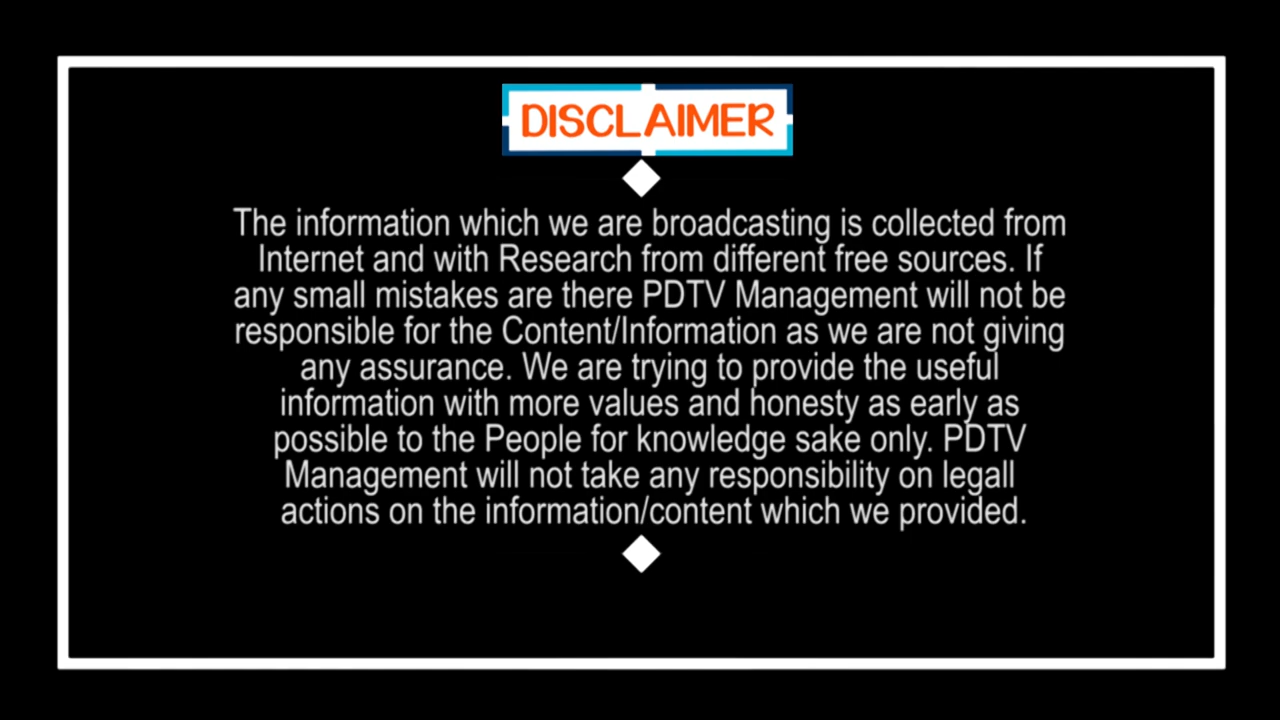 DISCLAIMER
The information which we are broadcasting is collected from
Internet and with Research from different free sources. If
any small mistakes are there PDTV Management will not be
responsible for the Content/Information as we are not giving
any assurance. We are trying to provide the useful
information with more values and honesty as early as
possible to the People for knowledge sake only. PDTV
Management will not take any responsibility on legall
actions on the information/content which we provided.